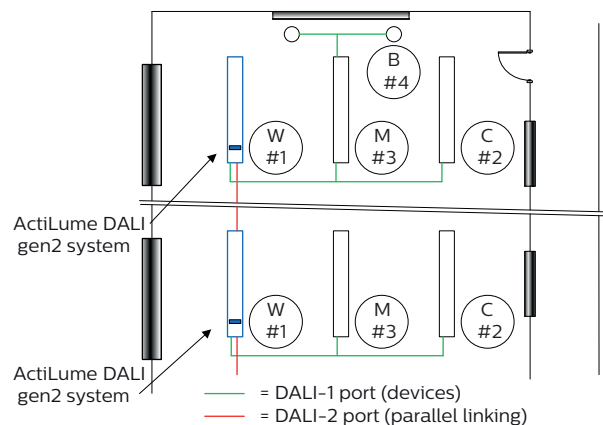 B
#4
W
#1
M
#3
C
#2
ActiLume DALI
gen2 system
W
#1
M
#3
C
#2
ActiLume DALI
gen2 system
= DALI-1 port (devices)
= DALI-2 port (parallel linking)